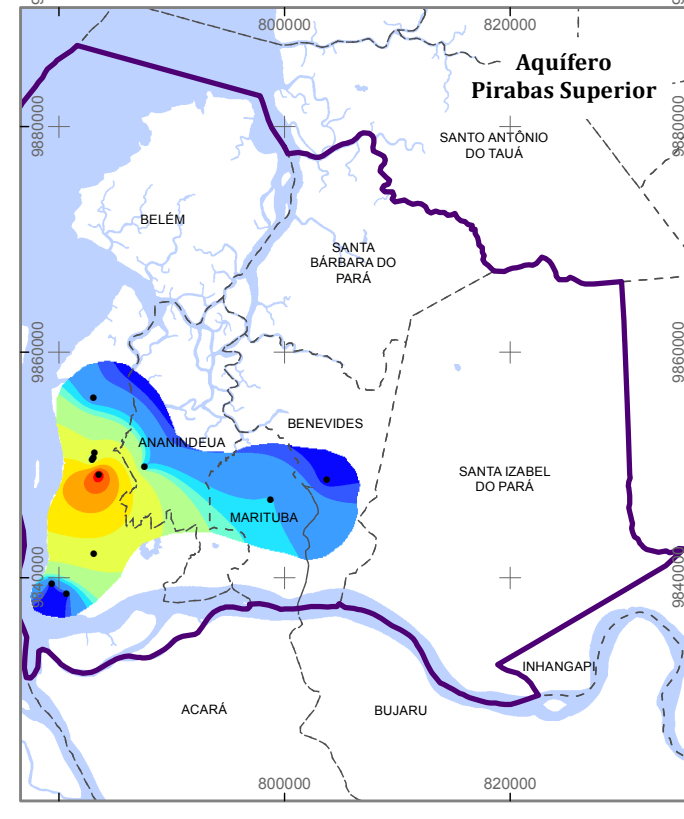 800000
820000
Aquífero
Pirabas Superior
9880000
9880000
SANTO ANTÔNIO
DO TAUÁ
BELÉM
SANTA
BÁRBARA DO
PARÁ
9860000
9860000
BENEVIDES
ANANINDEUA
SANTA IZABEL
DO PARÁ
MARITUBA
9840000
9840000
INHANGAPI
ACARÁ
BUJARU
800000
820000